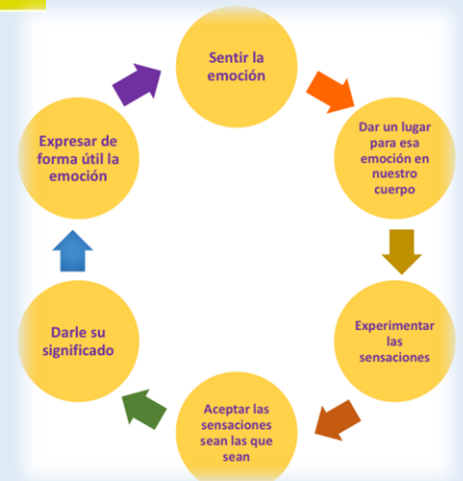 Sentir la
emoción
Dar un lugar
para esa
emoción en
nuestro
cuerpo
Experimentar
las
sensaciones
Aceptar las
sensaciones
sean las que
sean
Darle su
significado
Expresar de
forma útil la
emoción